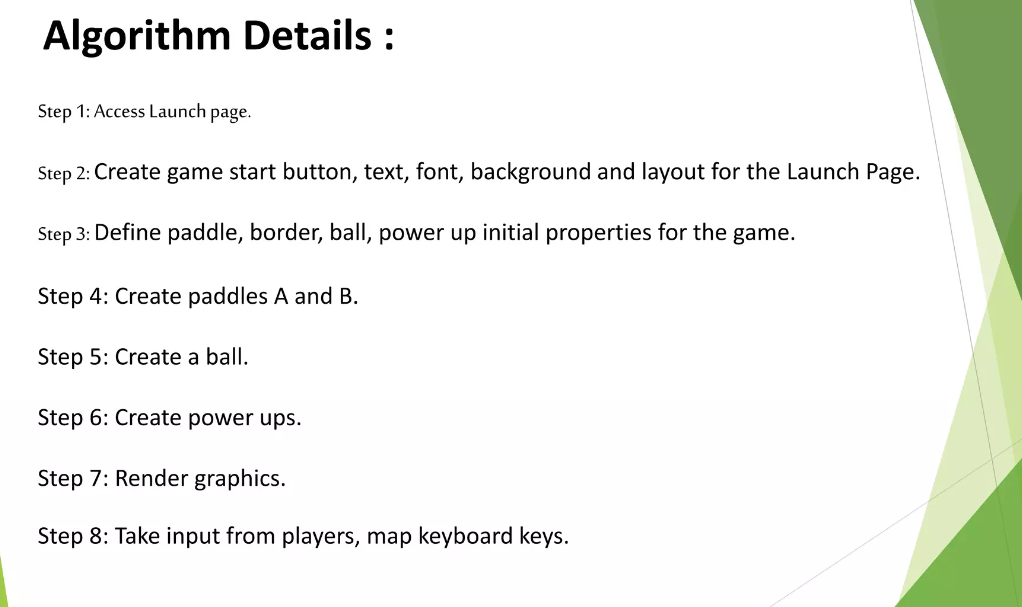 Algorithm Details :
Step 1: Access Launch page.
Step 2: Create game start button, text, font, background and layout for the Launch Page.
Step 3: Define paddle, border, ball, power up initial properties for the game.
Step 4: Create paddles A and B.
Step 5: Create a ball.
Step 6: Create power ups.
Step 7: Render graphics.
Step 8: Take input from players, map keyboard keys.